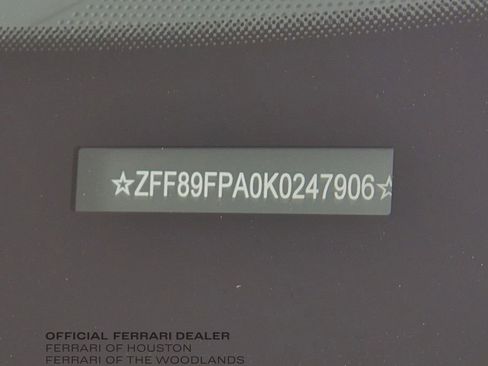 ☆ZFF89FPA0K0247906☆
OFFICIAL FERRARI DEALER
FERRARI OF HOUSTON
FERRARI OF THE WOODLANDS